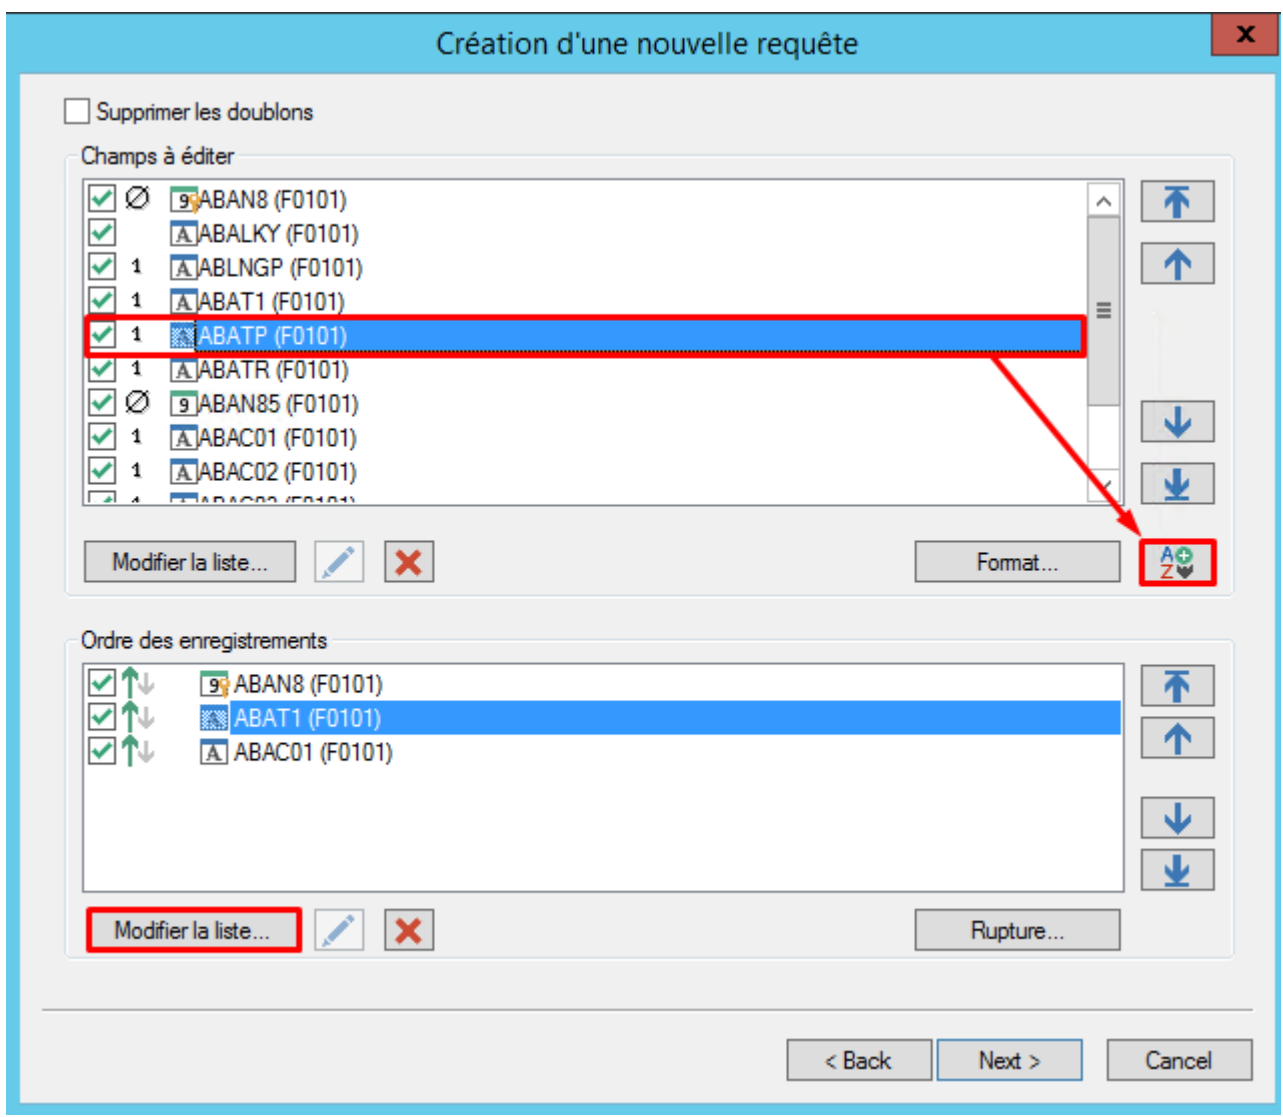 Création d'une nouvelle requête
x
Supprimer les doublons
Champs à éditer
ABAN8 (F0101)
ABALKY (F0101)
1 ABLNGP (F0101)
1 ABAT1 (F0101)
1 ABATP (F0101)
1 ABATR (F0101)
ABAN85 (F0101)
1 ABAC01 (F0101)
1 ABAC02 (F0101)
Modifier la liste...
Format...
Ordre des enregistrements
ABAN8 (F0101)
ABAT1 (F0101)
ABAC01 (F0101)
Modifier la liste...
Rupture...
< Back
Next >
Cancel